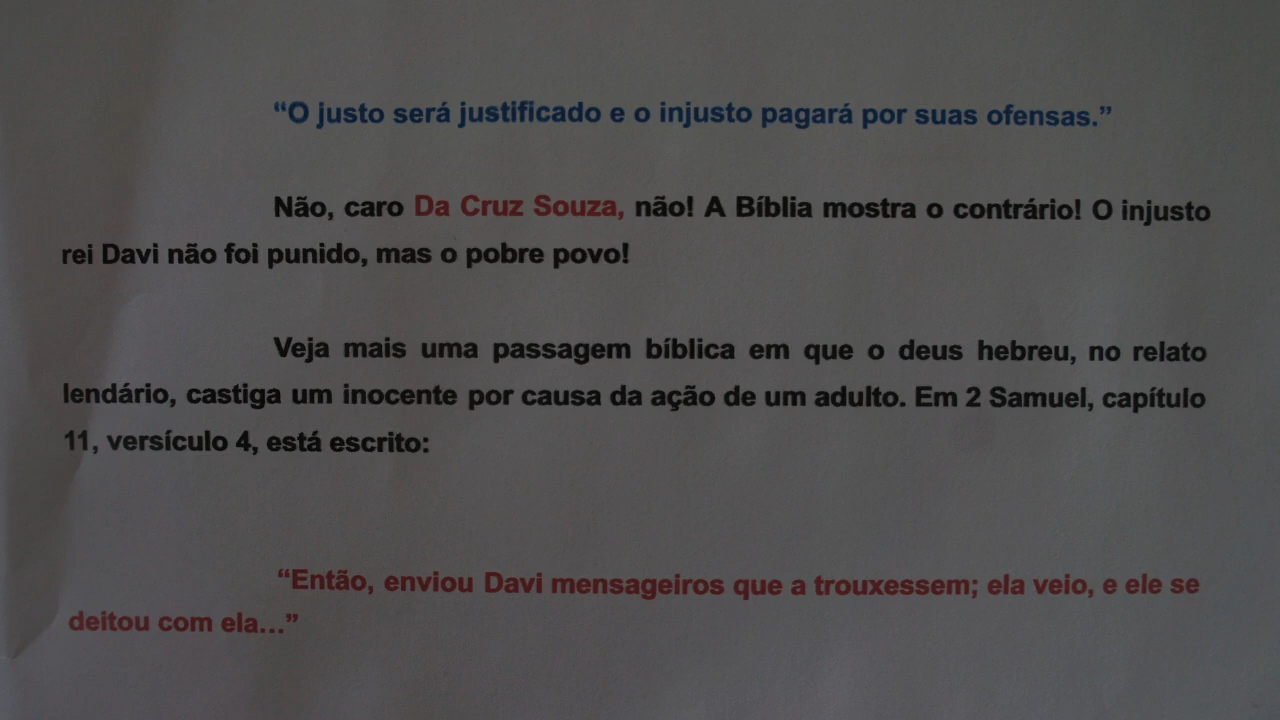 “O justo será justificado e o injusto pagará por suas ofensas.”
Não, caro Da Cruz Souza, não! A Bíblia mostra o contrário! O injusto
rei Davi não foi punido, mas o pobre povo!
Veja mais uma passagem bíblica em que o deus hebreu, no relato
lendário, castiga um inocente por causa da ação de um adulto. Em 2 Samuel, capítulo
11, versículo 4, está escrito:
“Então, enviou Davi mensageiros que a trouxessem; ela veio, e ele se
deitou com ela...”